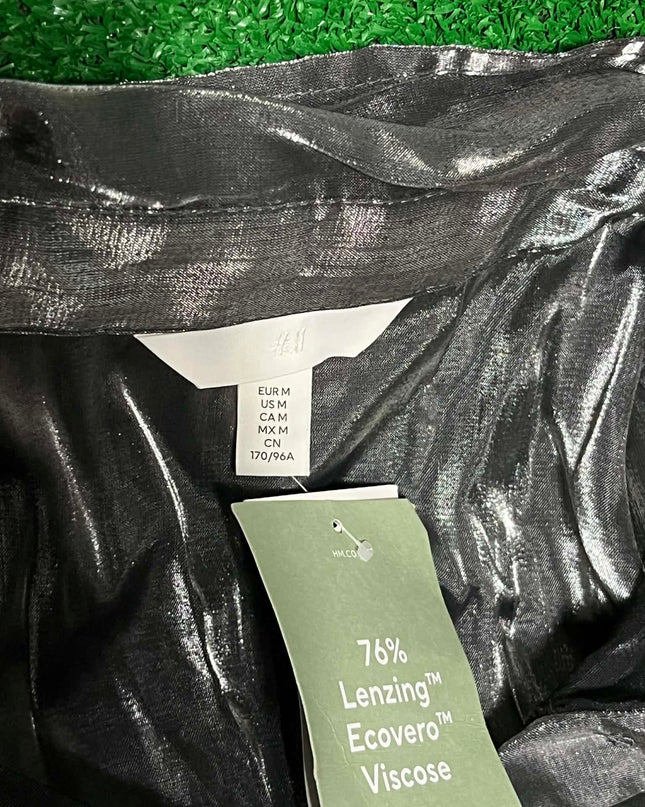 H&M
EUR M
US M
CA M
MX M
CN
170/96A
HM.CO
76%
Lenzing™
Ecovero™
Viscose